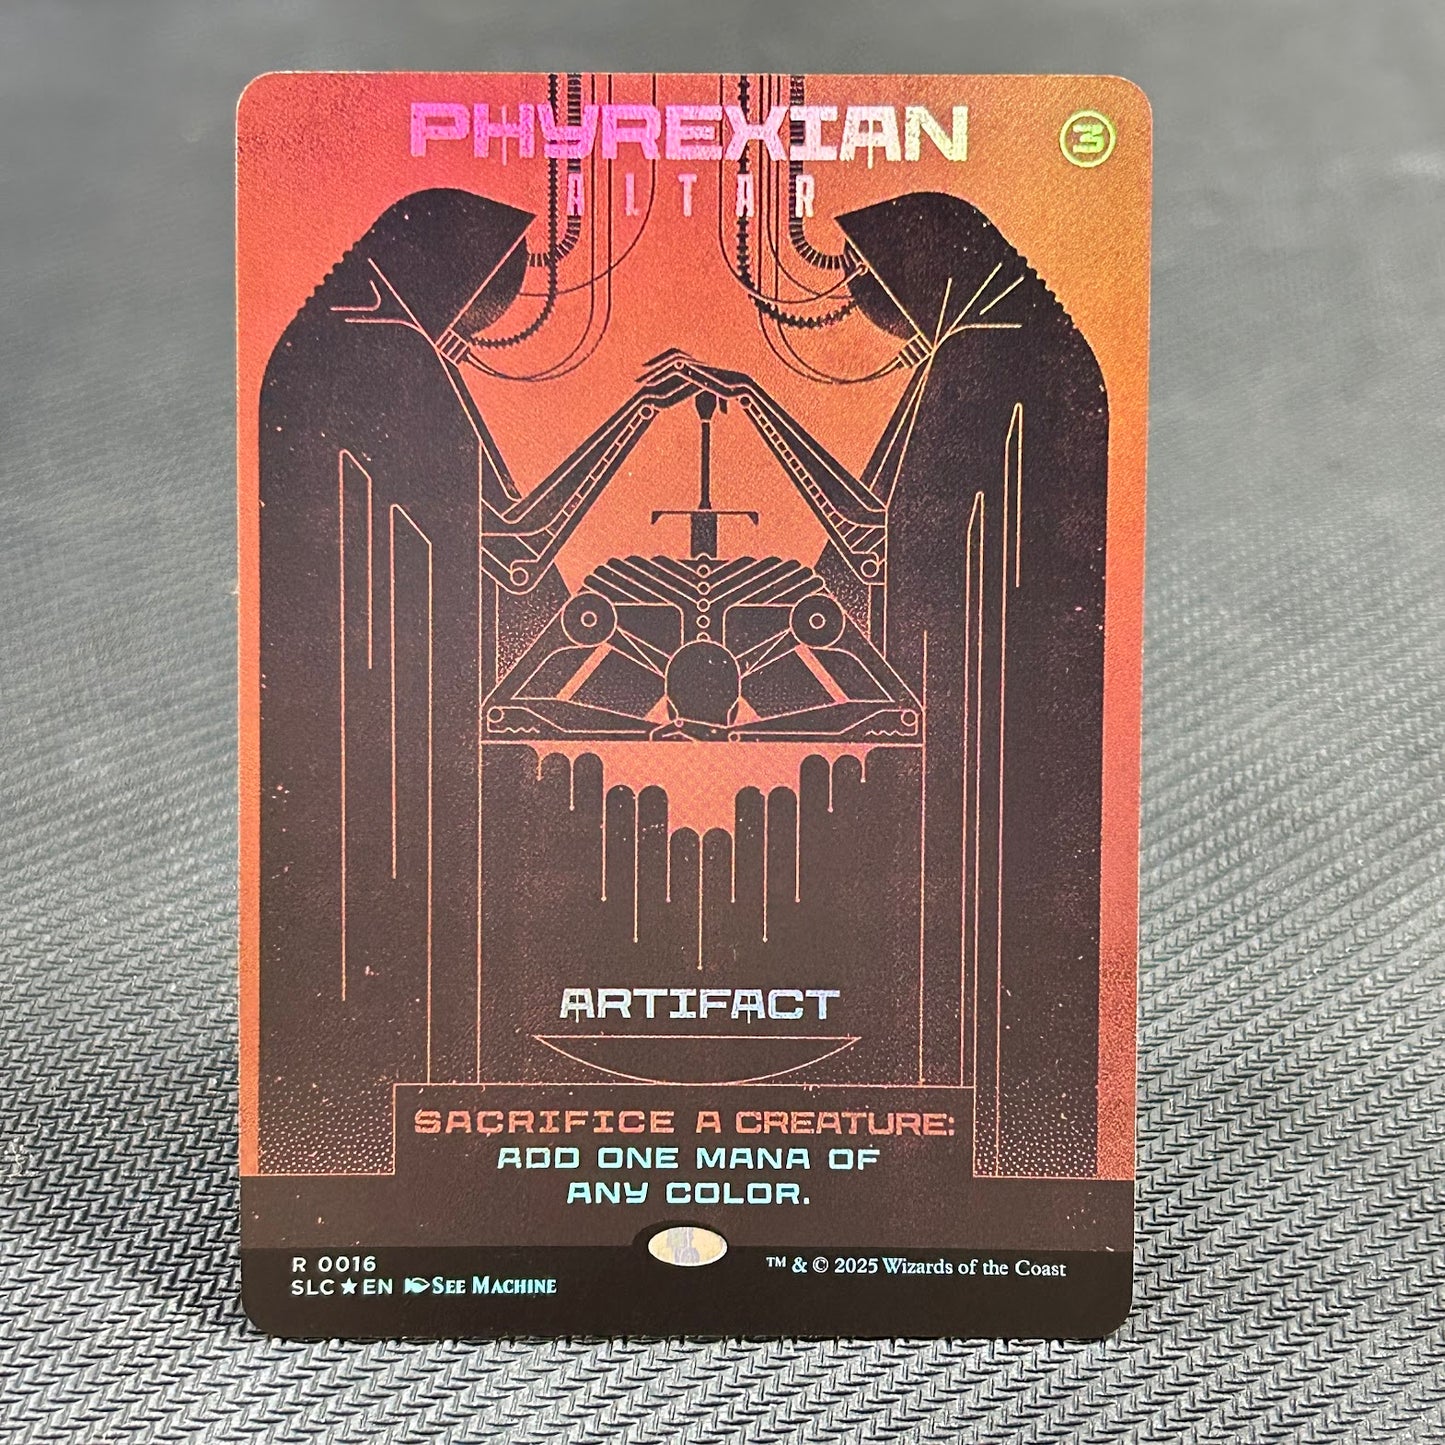 PHYREXIAN
3
ALTAR
ARTIFACT
SACRIFICE A CREATURE:
ADD ONE MANA OF
ANY COLOR.
R 0016
SLC★EN SEE MACHINE
™ & © 2025 Wizards of the Coast